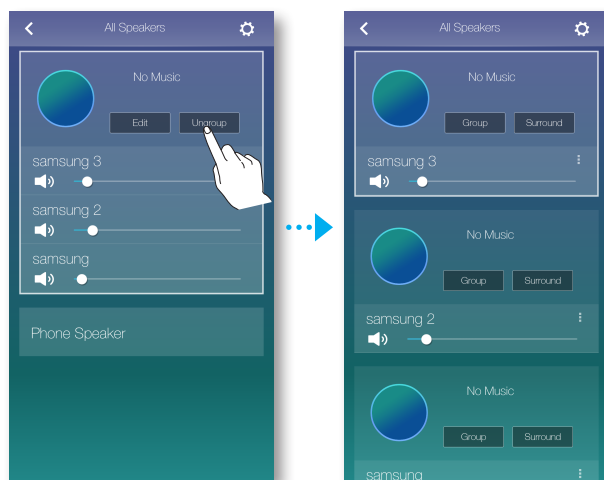 All Speakers
No Music
Edit
Ungroup
samsung 3
samsung 2
samsung
Phone Speaker
All Speakers
No Music
Group Surround
samsung 3
No Music
Group Surround
samsung 2
No Music
Group Surround
samsung